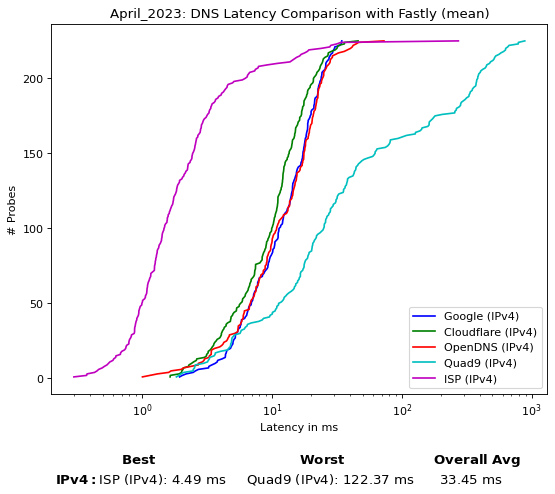 April_2023: DNS Latency Comparison with Fastly (mean)
# Probes
200
150
100
50
0
Google (IPv4)
Cloudflare (IPv4)
OpenDNS (IPv4)
Quad9 (IPv4)
ISP (IPv4)
10⁰ 10¹ 10² 10³
Latency in ms
Best Worst Overall Avg
IPv4: ISP (IPv4): 4.49 ms Quad9 (IPv4): 122.37 ms 33.45 ms